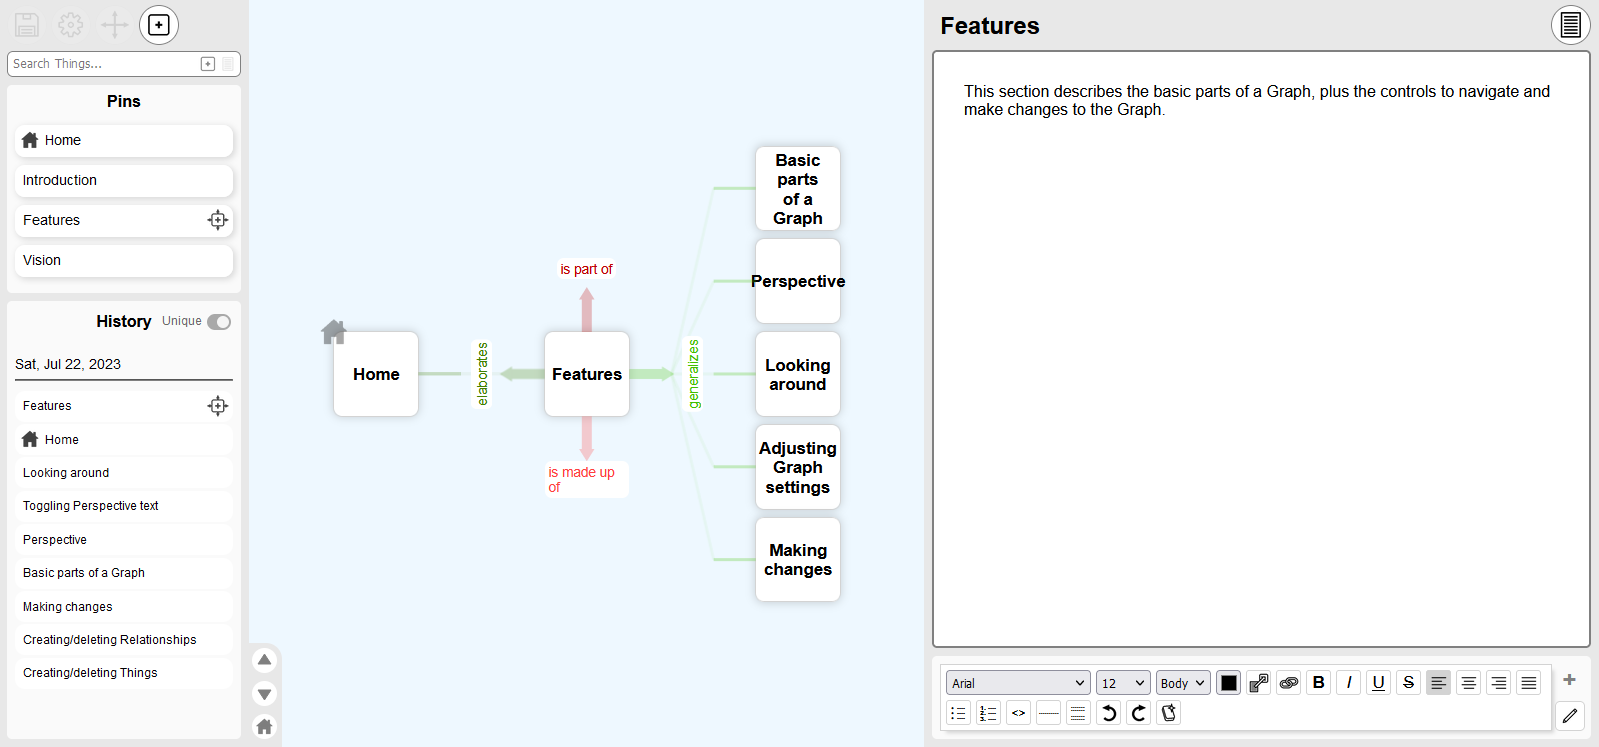 Search Things...
Pins
Home
Introduction
Features
Vision
History
Unique
Sat, Jul 22, 2023
Features
Home
Looking around
Toggling Perspective text
Perspective
Basic parts of a Graph
Making changes
Creating/deleting Relationships
Creating/deleting Things
Home
elaborates
is part of
Features
is made up
of
generalizes
Basic
parts
of a
Graph
Perspective
Looking
around
Adjusting
Graph
settings
Making
changes
Features
This section describes the basic parts of a Graph, plus the controls to navigate and
make changes to the Graph.
Arial 12 Body B I U S